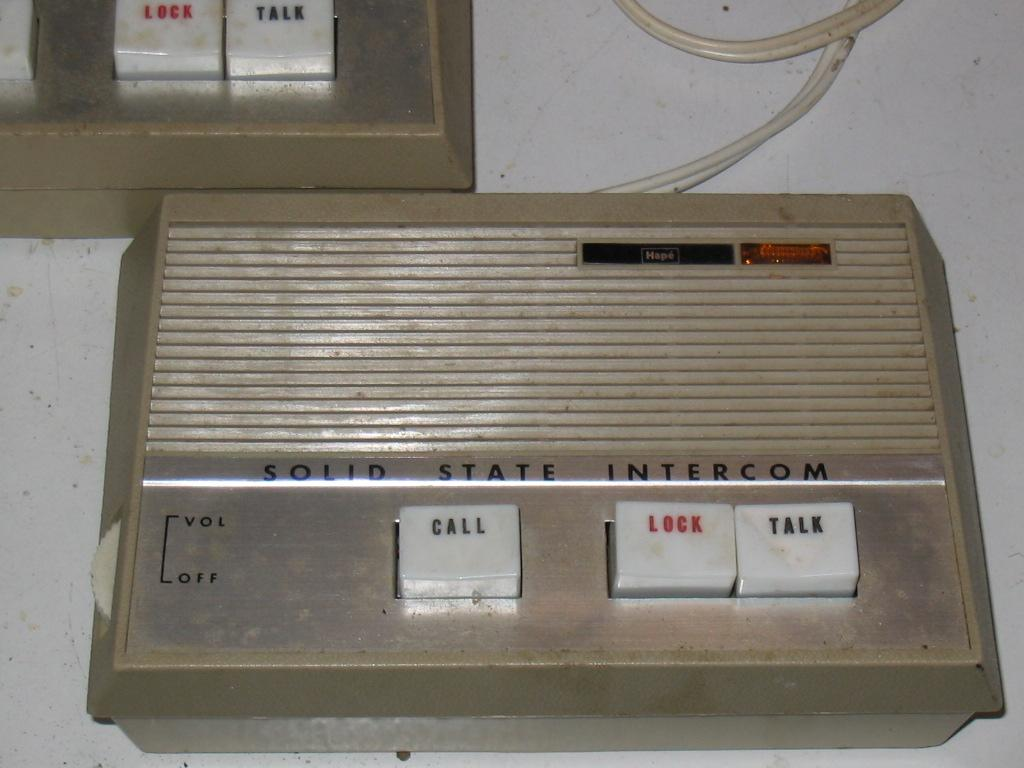 LOCK TALK
Hapé
SOLID STATE INTERCOM
VOL
CALL LOCK TALK
OFF